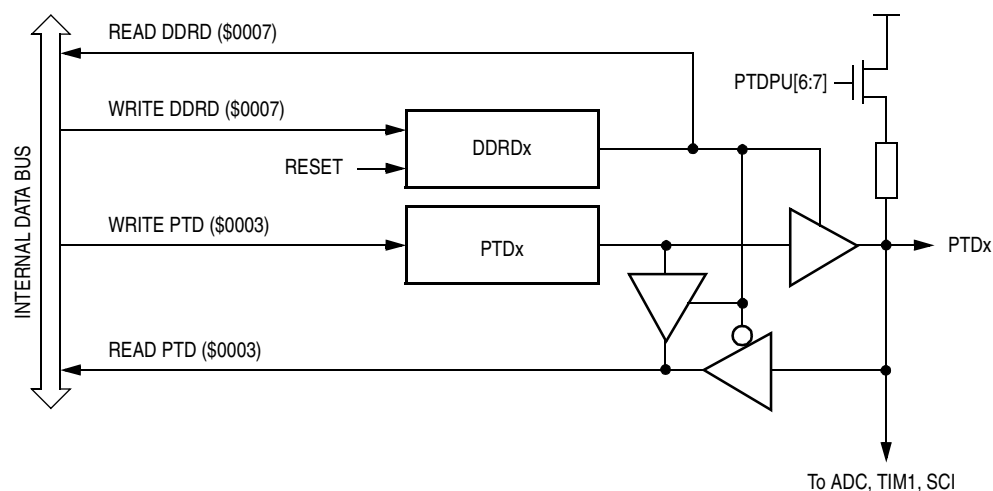 READ DDRD ($0007)
PTDPU[6:7]
WRITE DDRD ($0007)
RESET
DDRDx
INTERNAL DATA BUS
WRITE PTD ($0003)
PTDx
PTDx
READ PTD ($0003)
To ADC, TIM1, SCI